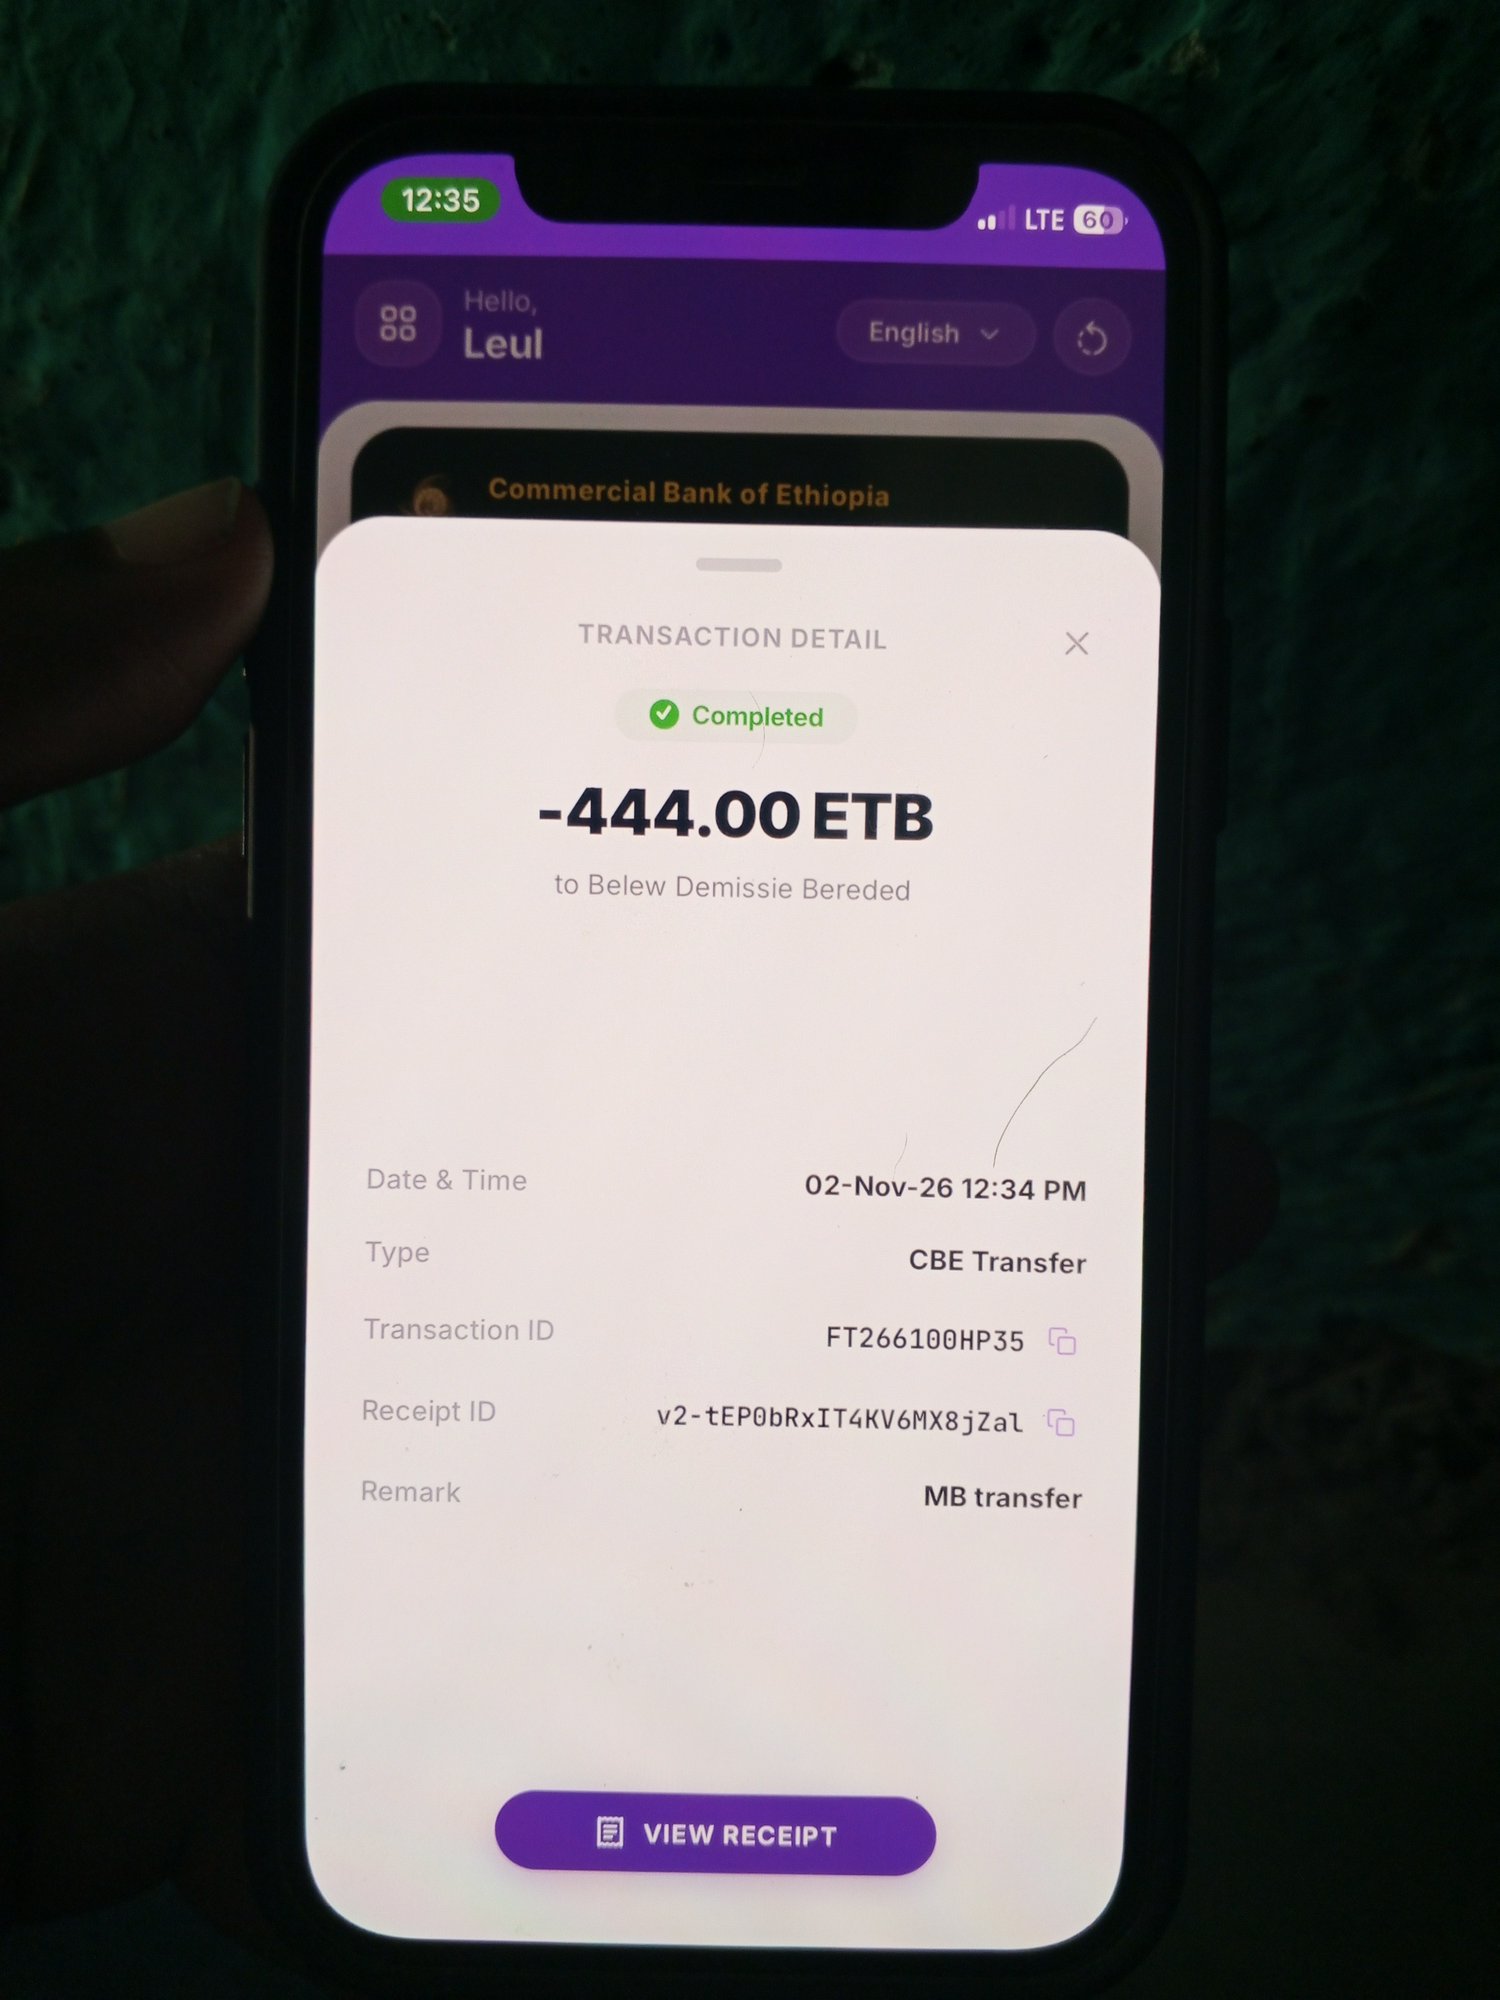 12:35
LTE 60
Hello,
Leul
English
Commercial Bank of Ethiopia
TRANSACTION DETAIL
Completed
-444.00 ETB
to Belew Demissie Bereded
Date & Time 02-Nov-26 12:34 PM
Type CBE Transfer
Transaction ID FT266100HP35
Receipt ID v2-tEP0bRxIT4KV6MX8jZal
Remark MB transfer
VIEW RECEIPT